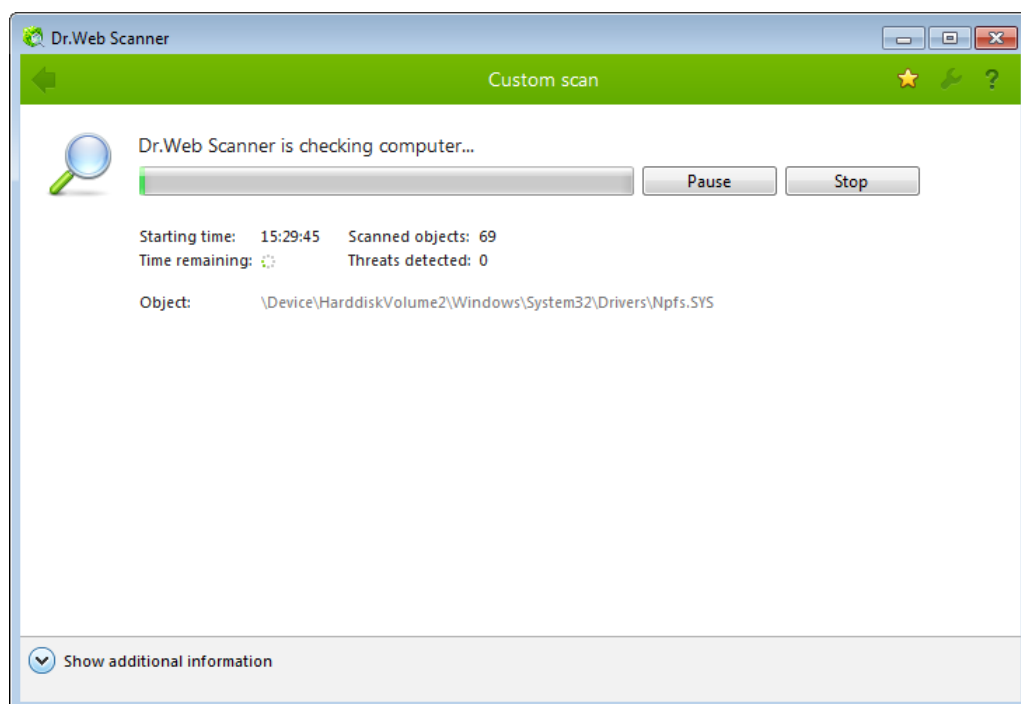 Dr.Web Scanner
Custom scan
?
Dr.Web Scanner is checking computer...
Pause
Stop
Starting time: 15:29:45 Scanned objects: 69
Time remaining: Threats detected: 0
Object: \Device\HarddiskVolume2\Windows\System32\Drivers\Npfs.SYS
Show additional information